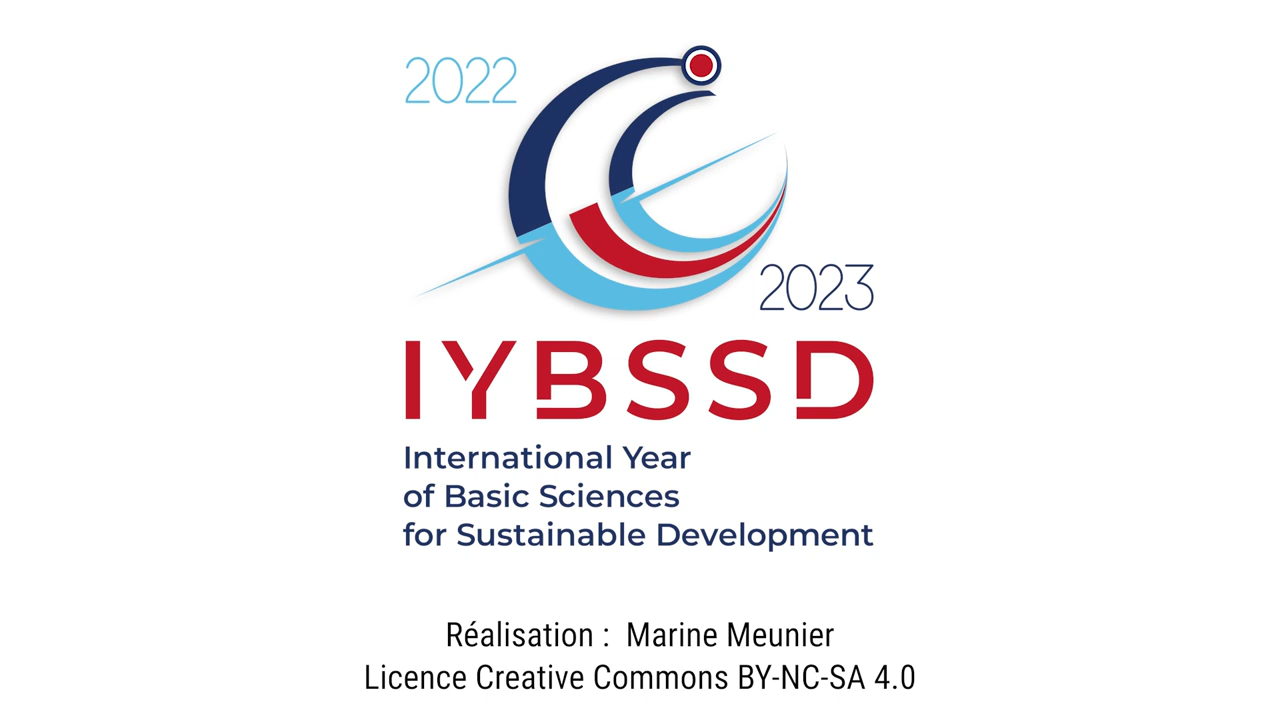 2022
2023
IYBSSD
International Year
of Basic Sciences
for Sustainable Development
Réalisation : Marine Meunier
Licence Creative Commons BY-NC-SA 4.0